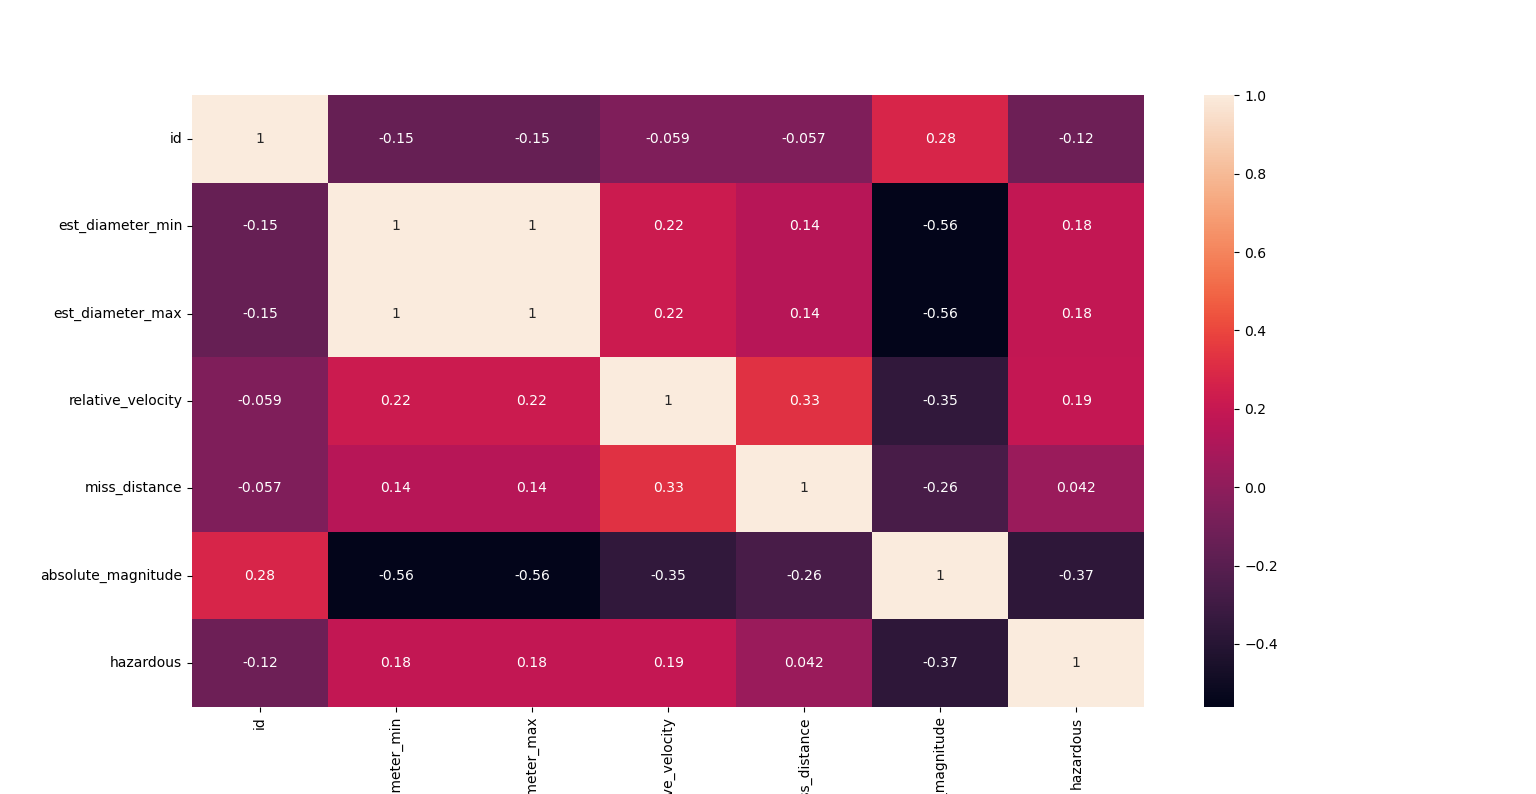 id 1 -0.15 -0.15 -0.059 -0.057 0.28 -0.12
est_diameter_min -0.15 1 1 0.22 0.14 -0.56 0.18
est_diameter_max -0.15 1 1 0.22 0.14 -0.56 0.18
relative_velocity -0.059 0.22 0.22 1 0.33 -0.35 0.19
miss_distance -0.057 0.14 0.14 0.33 1 -0.26 0.042
absolute_magnitude 0.28 -0.56 -0.56 -0.35 -0.26 1 -0.37
hazardous -0.12 0.18 0.18 0.19 0.042 -0.37 1
id
meter_min
meter_max
ve_velocity
ss_distance
_magnitude
hazardous
1.0
0.8
0.6
0.4
0.2
0.0
−0.2
−0.4